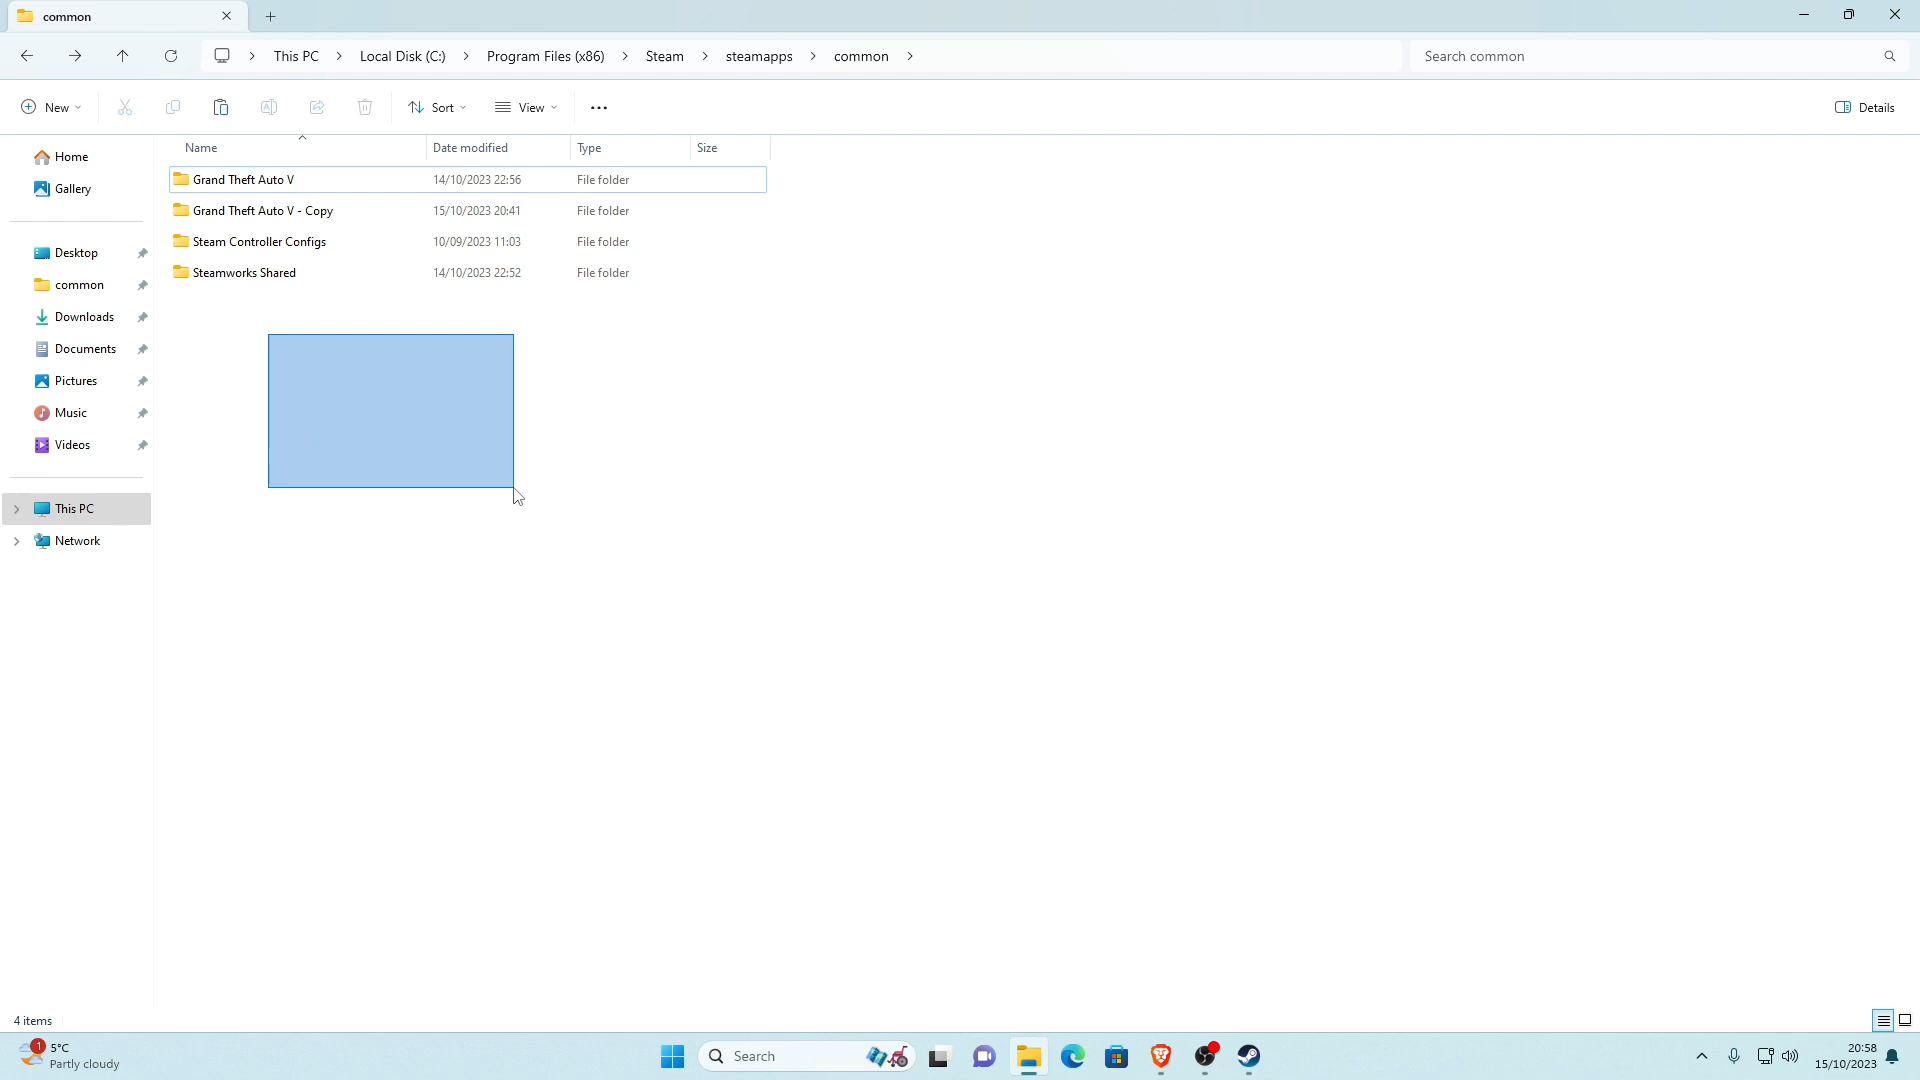 common
This PC > Local Disk (C:) > Program Files (x86) > Steam > steamapps > common >
Search common
New
Sort
View
Details
Name
Date modified
Type
Size
Grand Theft Auto V 14/10/2023 22:56 File folder
Grand Theft Auto V - Copy 15/10/2023 20:41 File folder
Steam Controller Configs 10/09/2023 11:03 File folder
Steamworks Shared 14/10/2023 22:52 File folder
Home
Gallery
Desktop
common
Downloads
Documents
Pictures
Music
Videos
This PC
Network
4 items
1
5°C
Partly cloudy
Search
20:58
15/10/2023